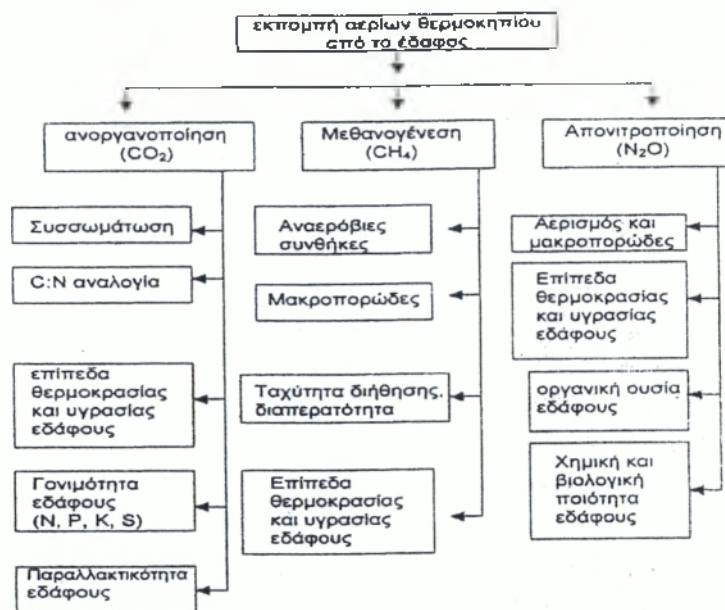 εκπομπή αερίων θερμοκηπίου
από το έδαφος
ανοργανοποίηση
(CO₂)
Συσσωμάτωση
C:N αναλογία
επίπεδα
θερμοκρασίας
και υγρασίας
εδάφους
Γονιμότητα
εδάφους
(N, P, K, S)
Παραλλακτικότητα
εδάφους
Μεθανογένεση
(CH₄)
Αναερόβιες
συνθήκες
Μακροπορώδες
Ταχύτητα διήθησης,
διαπερατότητα
Επίπεδα
θερμοκρασίας
και υγρασίας
εδάφους
Απονιτροποίηση
(N₂O)
Αερισμός και
μακροπορώδες
Επίπεδα
θερμοκρασίας
και υγρασίας
εδάφους
οργανική ουσία
εδάφους
Χημική και
βιολογική
ποιότητα
εδάφους